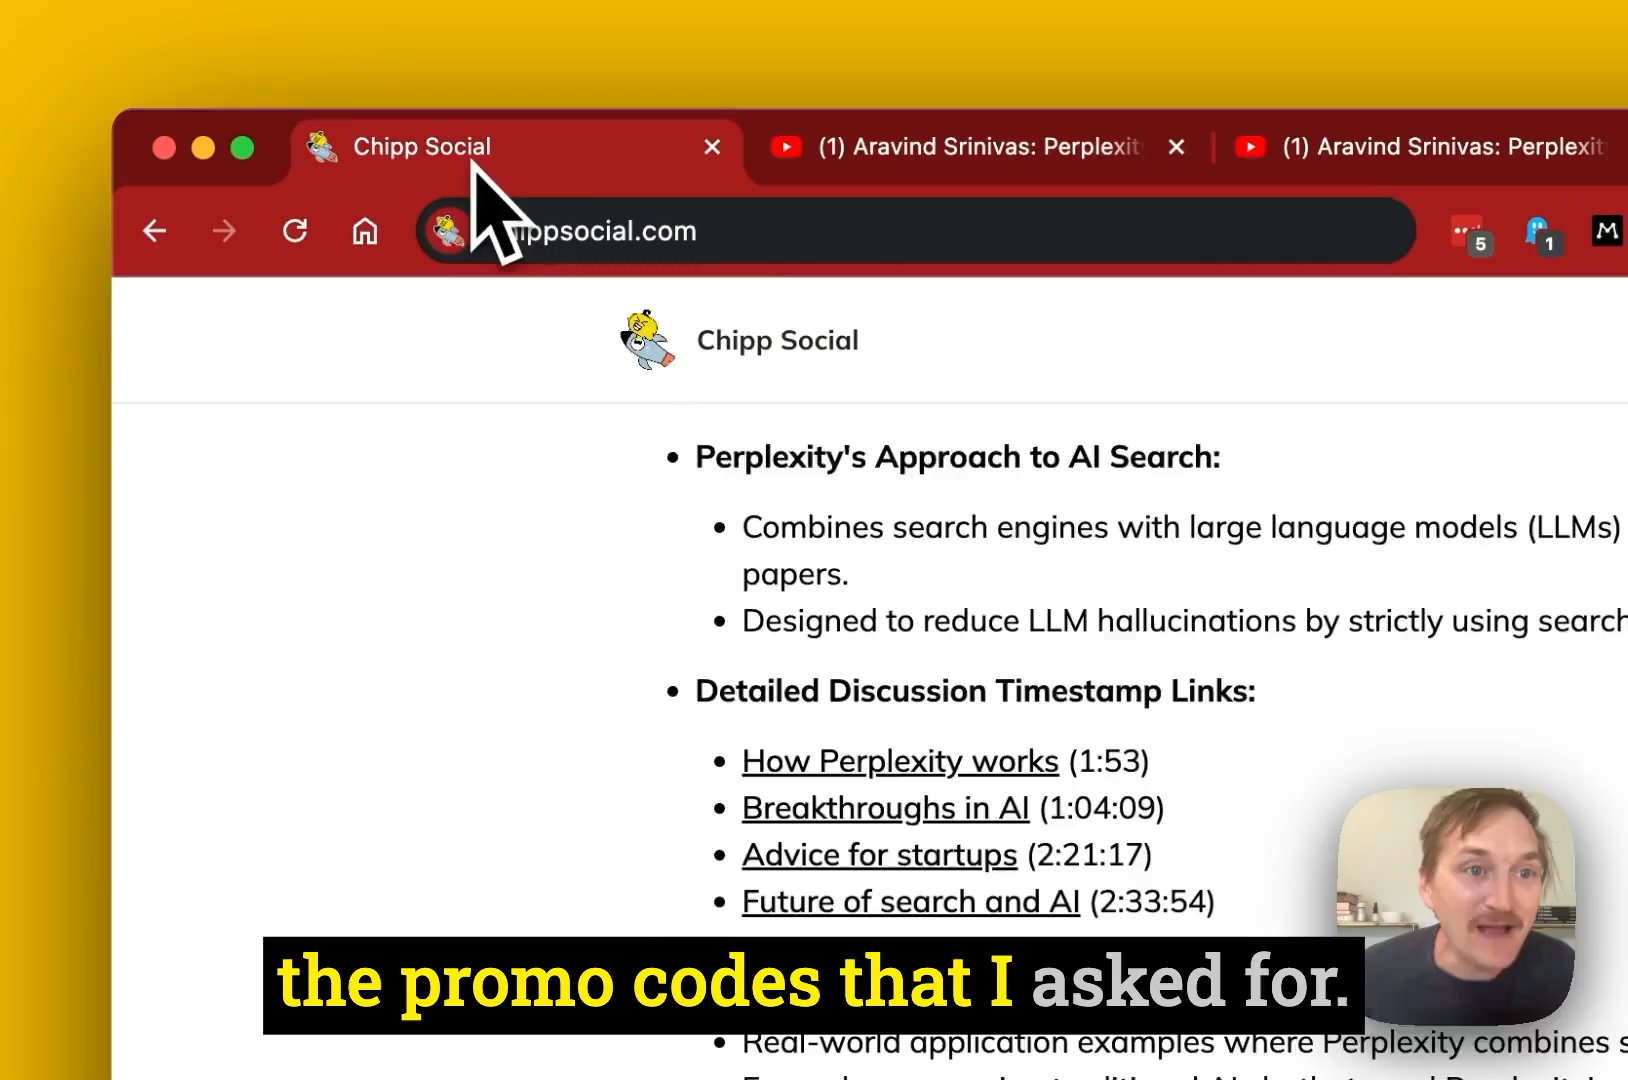 Chipp Social
(1) Aravind Srinivas: Perplexit
(1) Aravind Srinivas: Perplexit
ippsocial.com
5
1
M
Chipp Social
Perplexity's Approach to AI Search:
Combines search engines with large language models (LLMs)
papers.
Designed to reduce LLM hallucinations by strictly using search
Detailed Discussion Timestamp Links:
How Perplexity works (1:53)
Breakthroughs in AI (1:04:09)
Advice for startups (2:21:17)
Future of search and AI (2:33:54)
the promo codes that I asked for.
Real-world application examples where Perplexity combines s